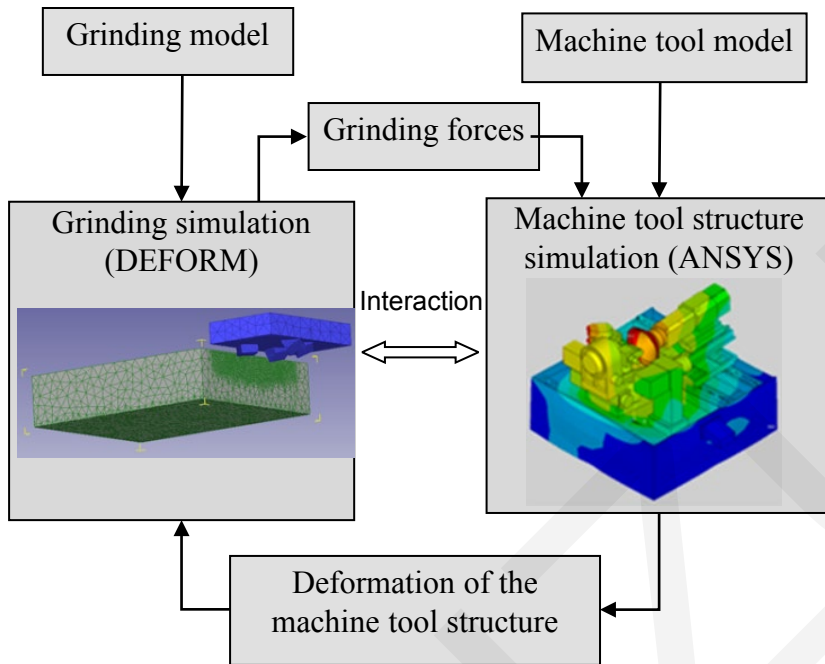 Grinding model
Machine tool model
Grinding forces
Grinding simulation
(DEFORM)
Machine tool structure
simulation (ANSYS)
Interaction
Deformation of the
machine tool structure